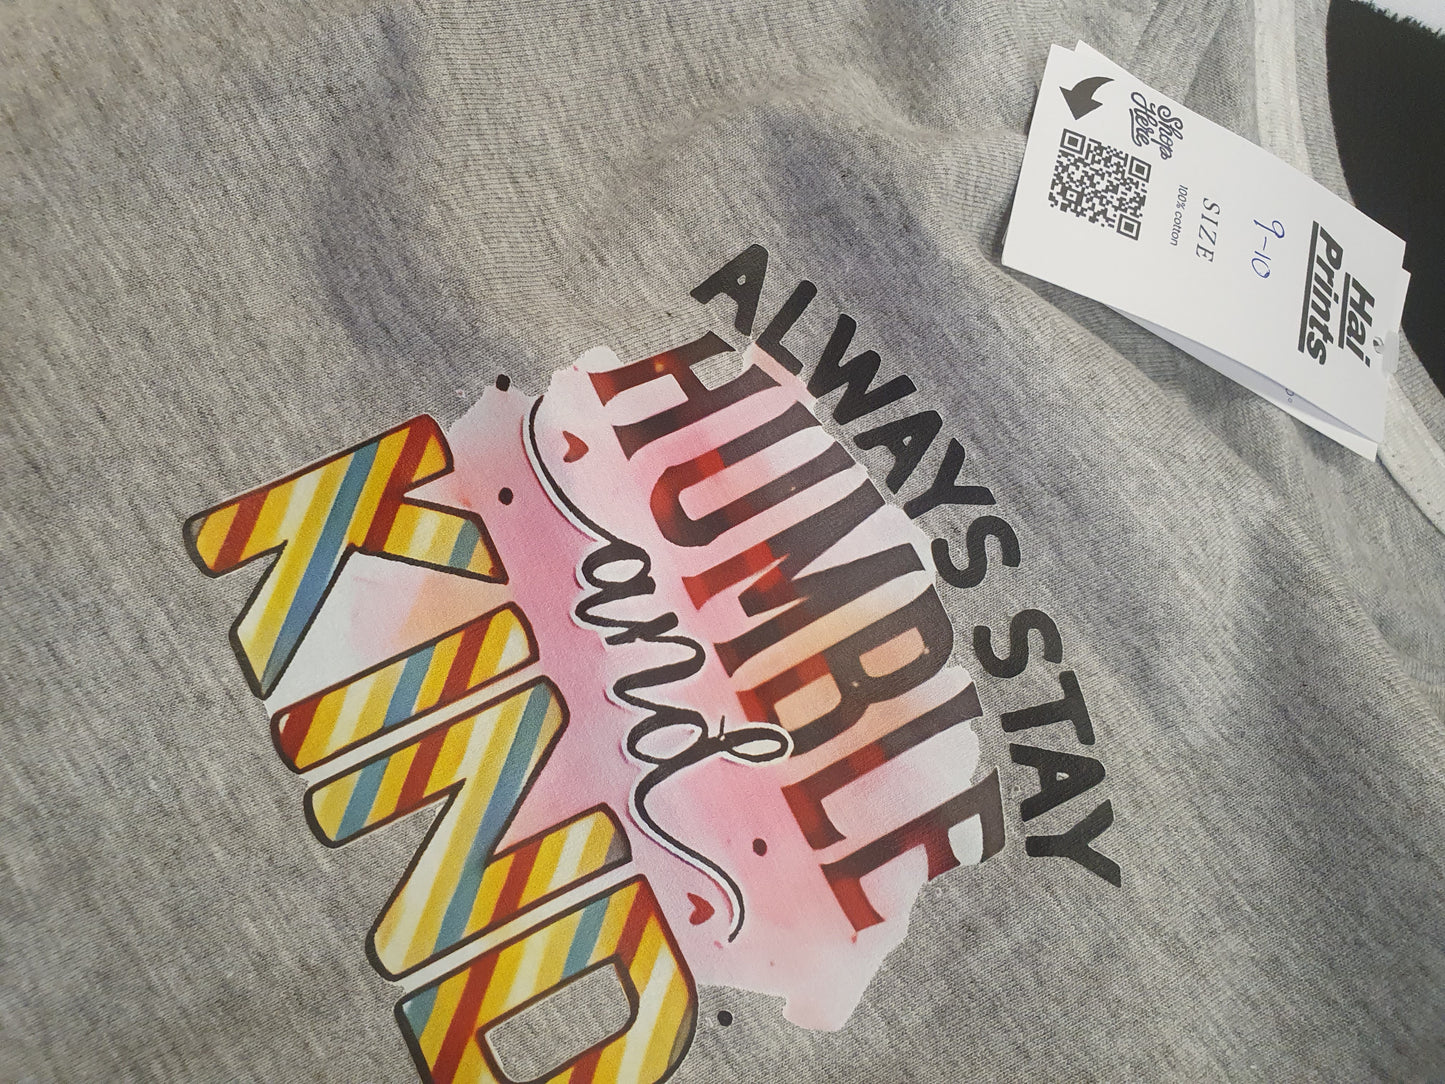 ALWAYS STAY
HUMBLE
and
KIND
Hai
Prints
9-10
SIZE
100% cotton
Shop
Here